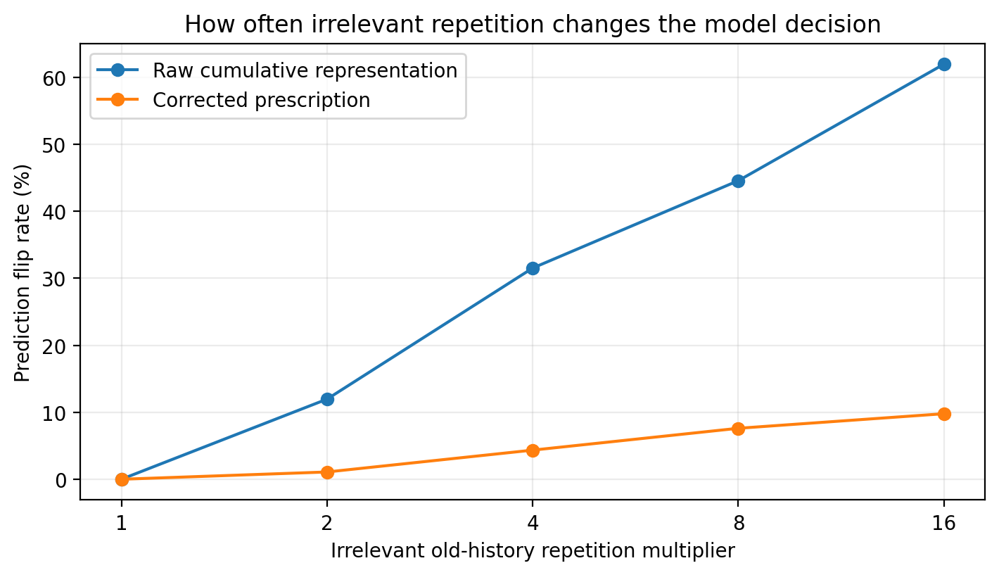 How often irrelevant repetition changes the model decision
Raw cumulative representation
Corrected prescription
Prediction flip rate (%)
60
50
40
30
20
10
0
1 2 4 8 16
Irrelevant old-history repetition multiplier